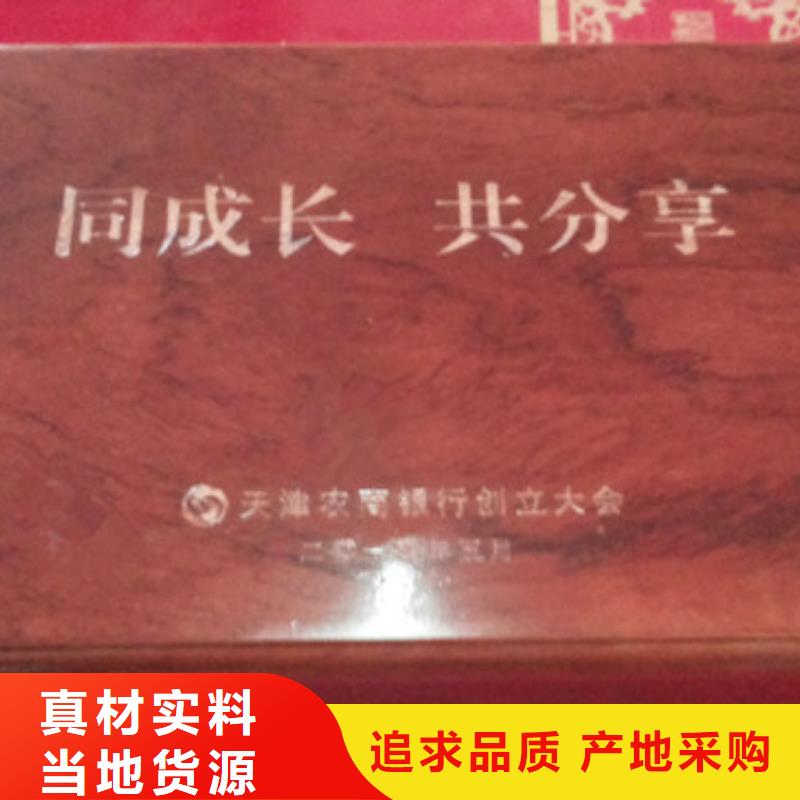 同成长 共分享
天津农商银行创立大会
真材实料
当地货源
追求品质 产地采购